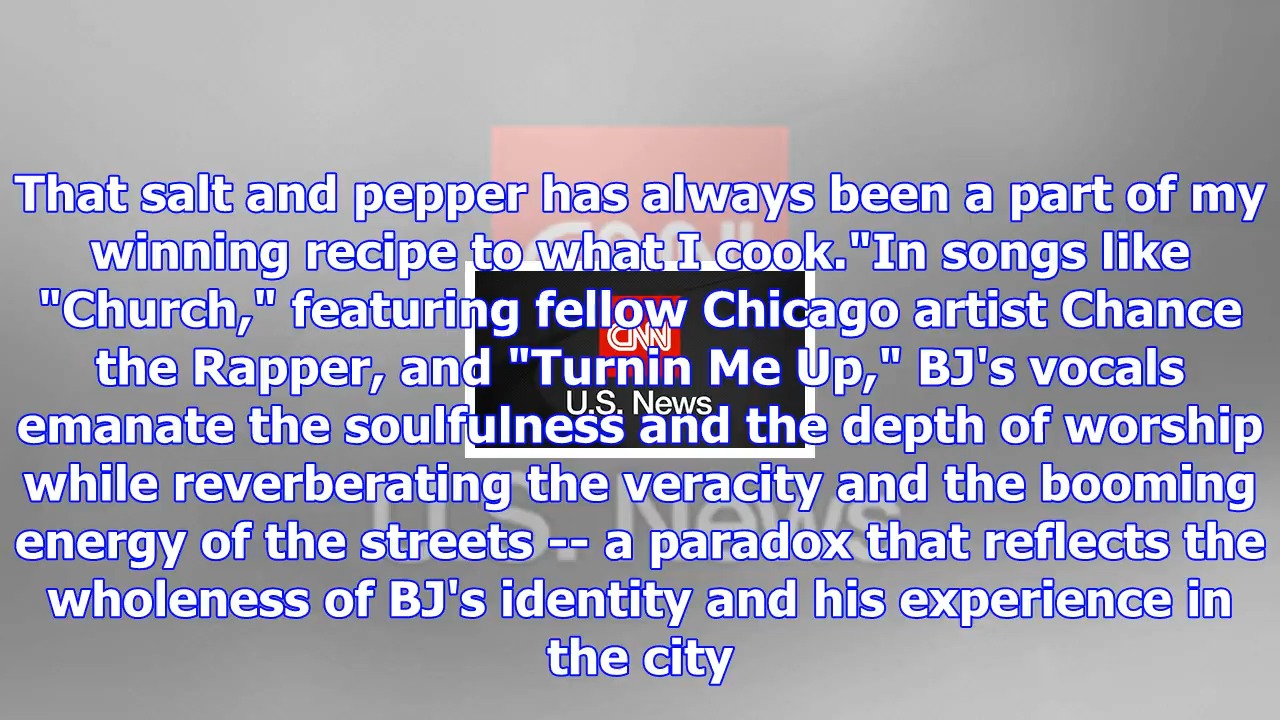 That salt and pepper has always been a part of my
winning recipe to what I cook."In songs like
"Church," featuring fellow Chicago artist Chance
the Rapper, and "Turnin Me Up," BJ's vocals
emanate the soulfulness and the depth of worship
while reverberating the veracity and the booming
energy of the streets -- a paradox that reflects the
wholeness of BJ's identity and his experience in
the city
CNN
U.S. News
U.S. News